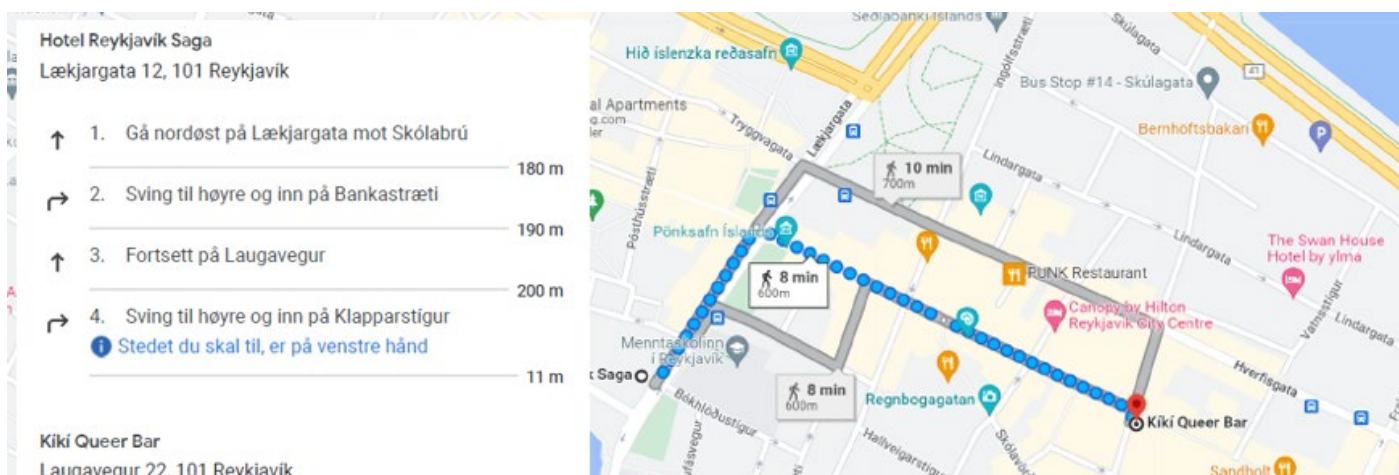 Hotel Reykjavík Saga
Lækjargata 12, 101 Reykjavík
1. Gå nordøst på Lækjargata mot Skólabrú
180 m
2. Sving til høyre og inn på Bankastræti
190 m
3. Fortsett på Laugavegur
200 m
4. Sving til høyre og inn på Klapparstígur
Stedet du skal til, er på venstre hånd
11 m
Kíkí Queer Bar
Laugavegur 22, 101 Reykjavík
Seðlabanki Íslands
Skúlagata
Hið íslenzka reðasafn
Ingólfsstræti
41
Bus Stop #14 - Skúlagata
al Apartments
Tryggvagata
Lækjargata
Bernhöftsbakari
P
10 min
700m
Lindargata
Pósthússtræti
Pönksafn Íslands
Lindargata
The Swan House
Hotel by ylma
8 min
600m
PUNK Restaurant
Canopy by Hilton
Reykjavik City Centre
Vatnsstígur
Lindargata
Menntaskólinn
í Reykjavík
Saga
8 min
600m
Regnbogagatan
Hverfisgata
Bókhlöðustígur
Kíkí Queer Bar
Hallveigarstígur
Sandholt